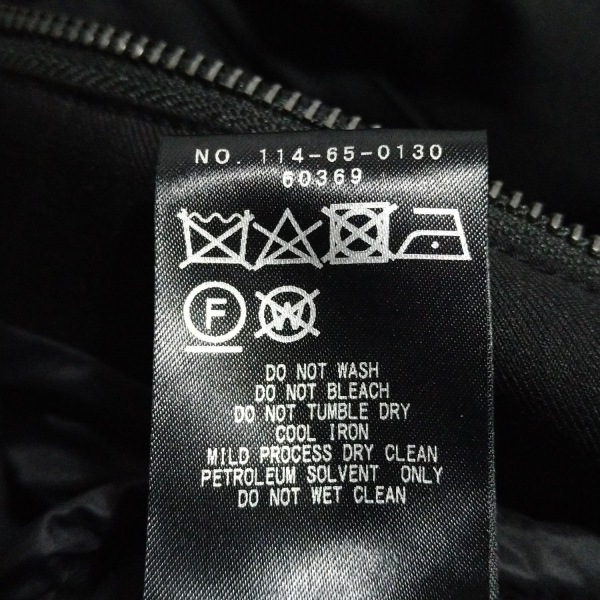 NO. 114-65-0130
60369
F W
DO NOT WASH
DO NOT BLEACH
DO NOT TUMBLE DRY
COOL IRON
MILD PROCESS DRY CLEAN
PETROLEUM SOLVENT ONLY
DO NOT WET CLEAN